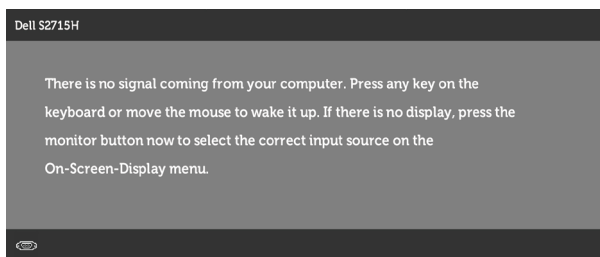 Dell S2715H
There is no signal coming from your computer. Press any key on the
keyboard or move the mouse to wake it up. If there is no display, press the
monitor button now to select the correct input source on the
On-Screen-Display menu.